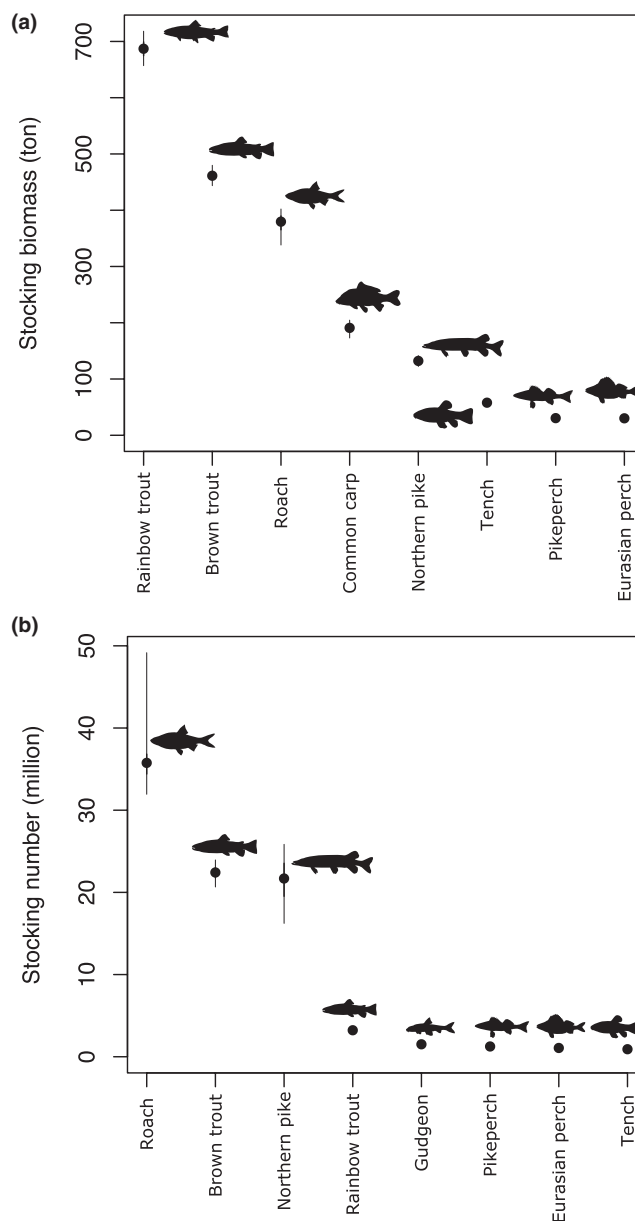 (a)
Stocking biomass (ton)
700
500
300
100
0
Rainbow trout
Brown trout
Roach
Common carp
Northern pike
Tench
Pikeperch
Eurasian perch
(b)
Stocking number (million)
50
40
30
20
10
0
Roach
Brown trout
Northern pike
Rainbow trout
Gudgeon
Pikeperch
Eurasian perch
Tench